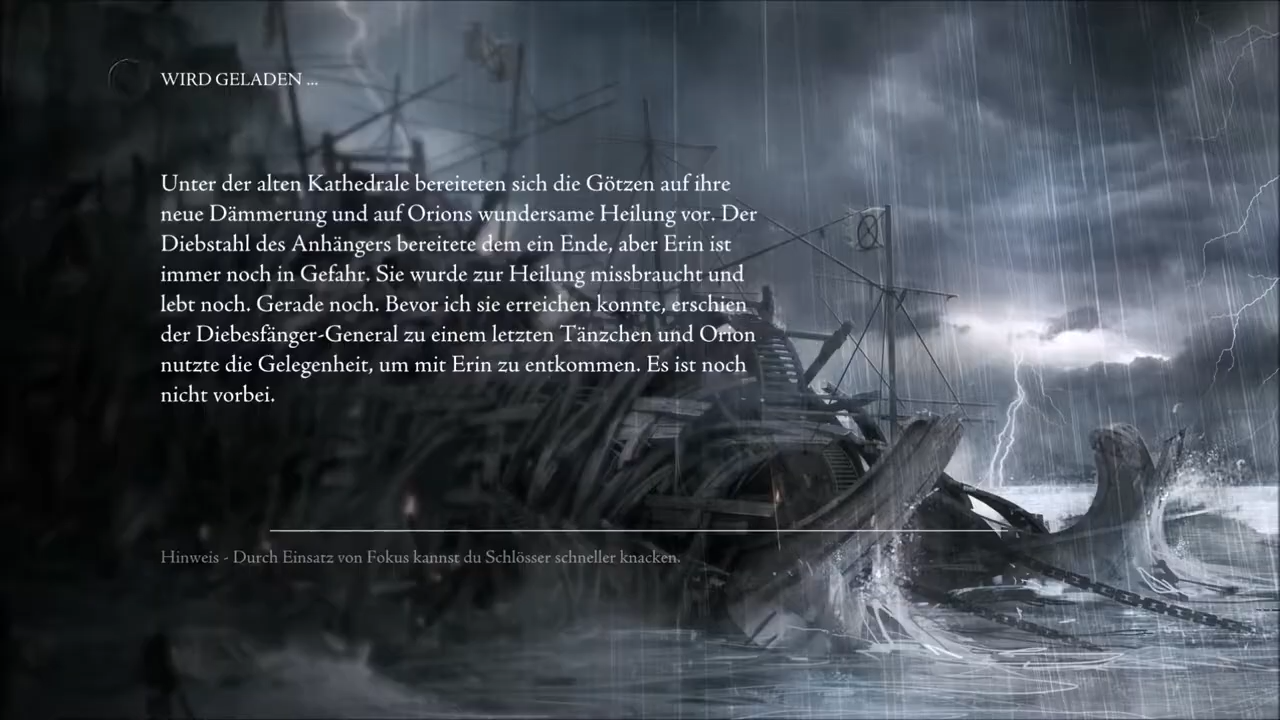 WIRD GELADEN ...
Unter der alten Kathedrale bereiteten sich die Götzen auf ihre
neue Dämmerung und auf Orions wundersame Heilung vor. Der
Diebstahl des Anhängers bereitete dem ein Ende, aber Erin ist
immer noch in Gefahr. Sie wurde zur Heilung missbraucht und
lebt noch. Gerade noch. Bevor ich sie erreichen konnte, erschien
der Diebesfänger-General zu einem letzten Tänzchen und Orion
nutzte die Gelegenheit, um mit Erin zu entkommen. Es ist noch
nicht vorbei.
Hinweis - Durch Einsatz von Fokus kannst du Schlösser schneller knacken.